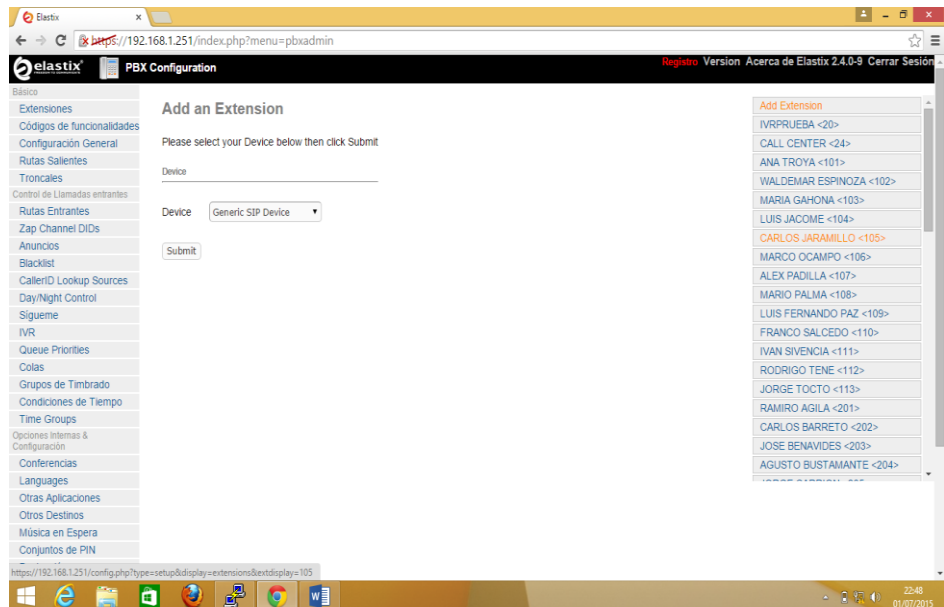 Elastix
https://192.168.1.251/index.php?menu=pbxadmin
elastix
PBX Configuration
Registro Version Acerca de Elastix 2.4.0-9 Cerrar Sesión
Básico
Extensiones
Códigos de funcionalidades
Configuración General
Rutas Salientes
Troncales
Control de Llamadas entrantes
Rutas Entrantes
Zap Channel DIDs
Anuncios
Blacklist
CallerID Lookup Sources
Day/Night Control
Sígueme
IVR
Queue Priorities
Colas
Grupos de Timbrado
Condiciones de Tiempo
Time Groups
Opciones Internas &
Configuración
Conferencias
Languages
Otras Aplicaciones
Otros Destinos
Música en Espera
Conjuntos de PIN
Add an Extension
Please select your Device below then click Submit
Device
Device Generic SIP Device
Submit
Add Extension
IVRPRUEBA <20>
CALL CENTER <24>
ANA TROYA <101>
WALDEMAR ESPINOZA <102>
MARIA GAHONA <103>
LUIS JACOME <104>
CARLOS JARAMILLO <105>
MARCO OCAMPO <106>
ALEX PADILLA <107>
MARIO PALMA <108>
LUIS FERNANDO PAZ <109>
FRANCO SALCEDO <110>
IVAN SIVENCIA <111>
RODRIGO TENE <112>
JORGE TOCTO <113>
RAMIRO AGILA <201>
CARLOS BARRETO <202>
JOSE BENAVIDES <203>
AGUSTO BUSTAMANTE <204>
https://192.168.1.251/config.php?type=setup&display=extensions&extdisplay=105
22:48
01/07/2015